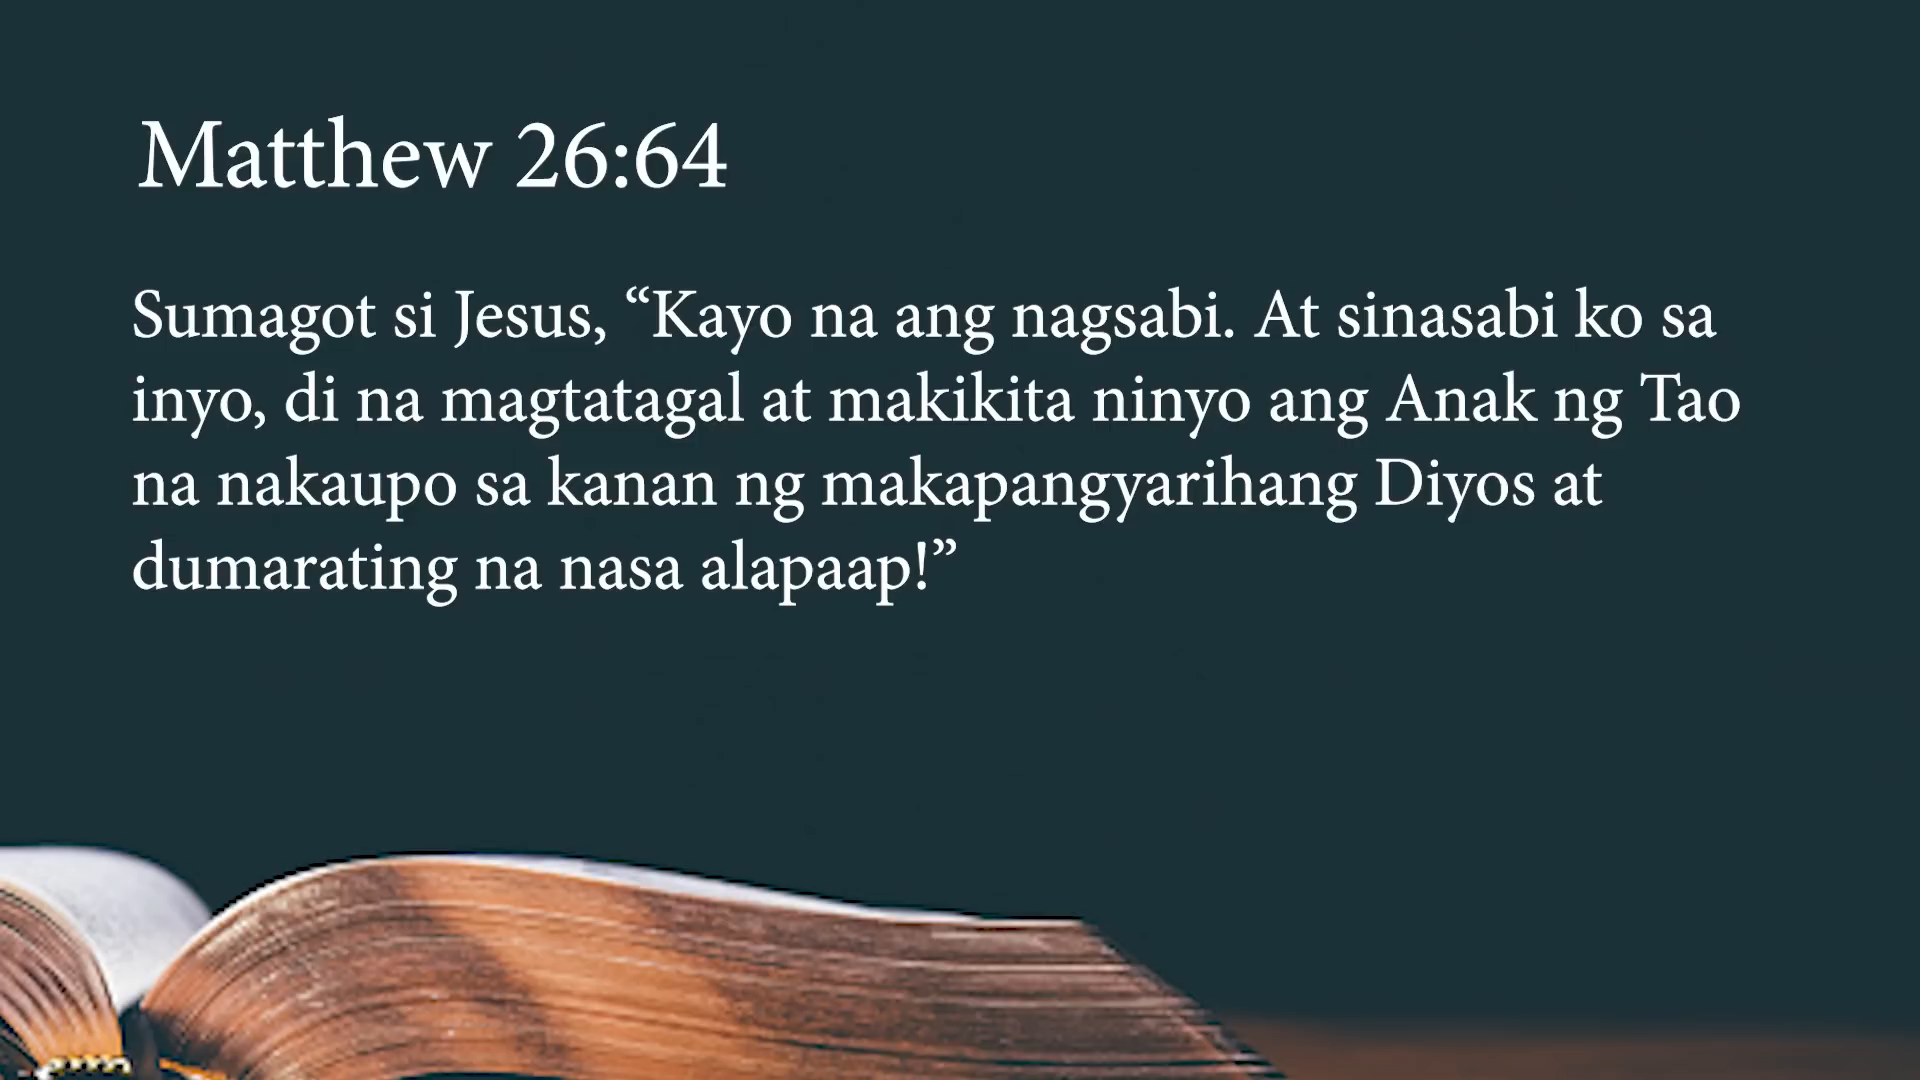 Matthew 26:64
Sumagot si Jesus, “Kayo na ang nagsabi. At sinasabi ko sa
inyo, di na magtatagal at makikita ninyo ang Anak ng Tao
na nakaupo sa kanan ng makapangyarihang Diyos at
dumarating na nasa alapaap!”